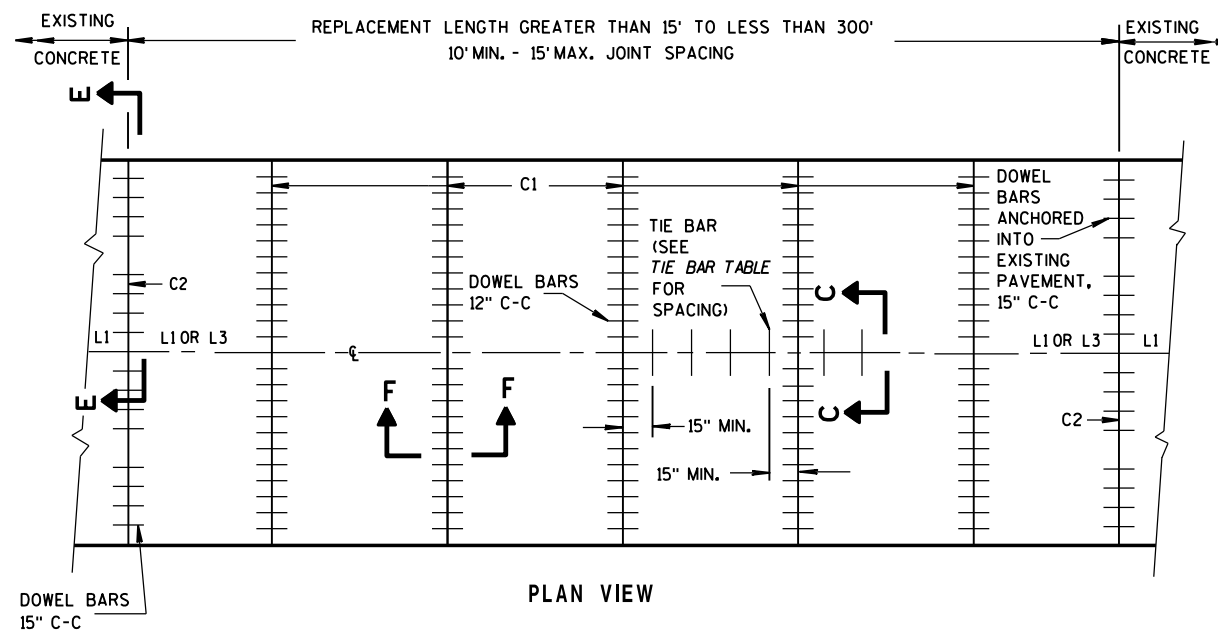 EXISTING
CONCRETE
REPLACEMENT LENGTH GREATER THAN 15' TO LESS THAN 300'
10' MIN. - 15' MAX. JOINT SPACING
EXISTING
CONCRETE
E
C1
DOWEL
BARS
ANCHORED
INTO
EXISTING
PAVEMENT,
15" C-C
TIE BAR
(SEE
TIE BAR TABLE
FOR
SPACING)
DOWEL BARS
12" C-C
C2
C
L1
L1 OR L3
℄
L1 OR L3
L1
E
F
F
C
15" MIN.
C2
15" MIN.
DOWEL BARS
15" C-C
PLAN VIEW